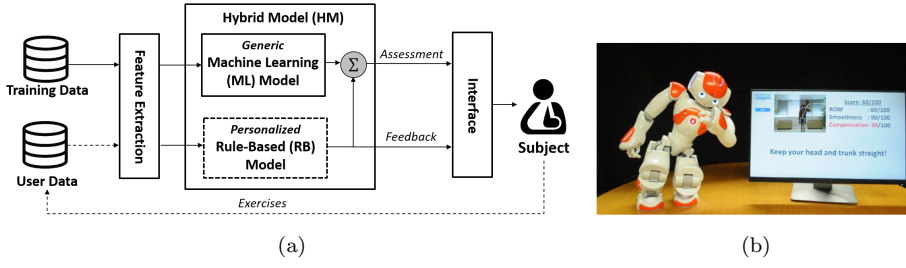 Hybrid Model (HM)
Training Data
User Data
Feature Extraction
Generic
Machine Learning
(ML) Model
Σ
Personalized
Rule-Based (RB)
Model
Assessment
Feedback
Interface
Subject
Exercises
(a)
Score: 60/100
ROM : 60/100
Smoothness : 90/100
Compensation: 30/100
Keep your head and trunk straight!
(b)